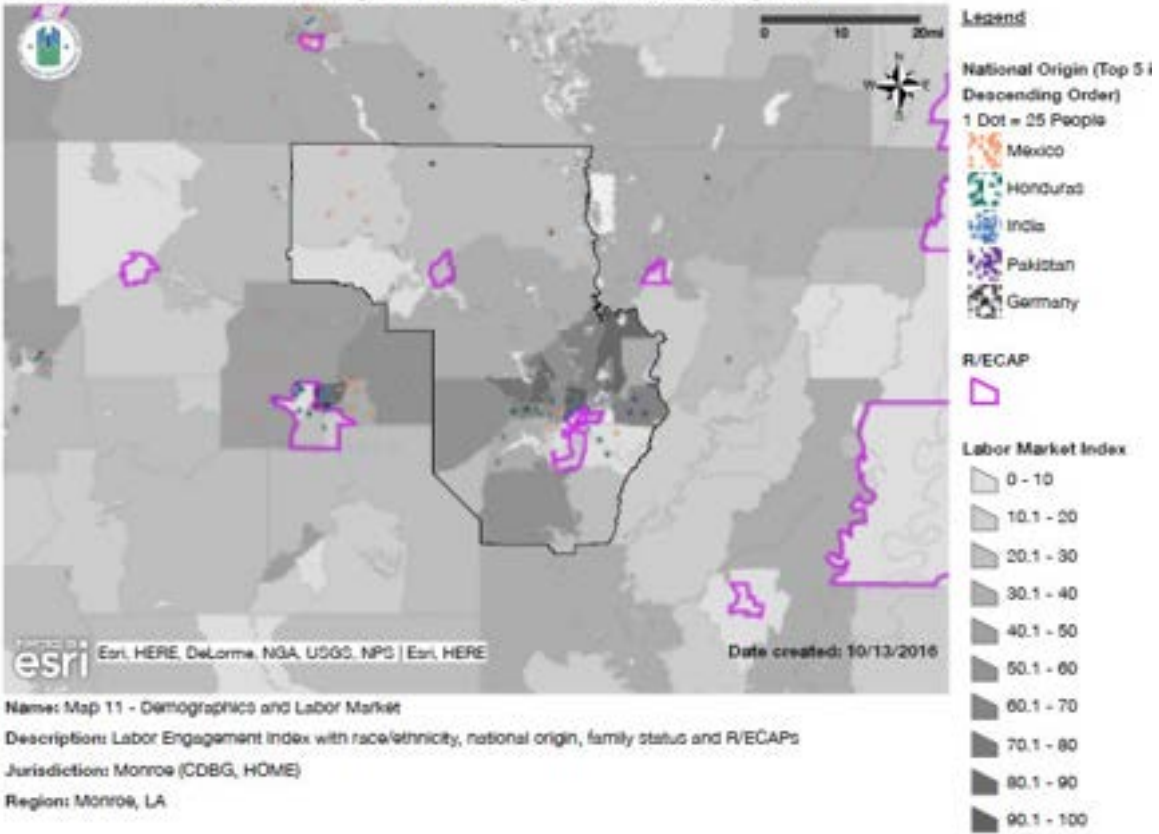 0 10 20mi
N
W E
S
Legend
National Origin (Top 5 i
Descending Order)
1 Dot = 25 People
Mexico
Honduras
India
Pakistan
Germany
R/ECAP
Labor Market Index
0 - 10
10.1 - 20
20.1 - 30
30.1 - 40
40.1 - 50
50.1 - 60
60.1 - 70
70.1 - 80
80.1 - 90
90.1 - 100
esri Esri, HERE, DeLorme, NGA, USGS, NPS | Esri, HERE
Date created: 10/13/2016
Name: Map 11 - Demographics and Labor Market
Description: Labor Engagement Index with race/ethnicity, national origin, family status and R/ECAPs
Jurisdiction: Monroe (CDBG, HOME)
Region: Monroe, LA